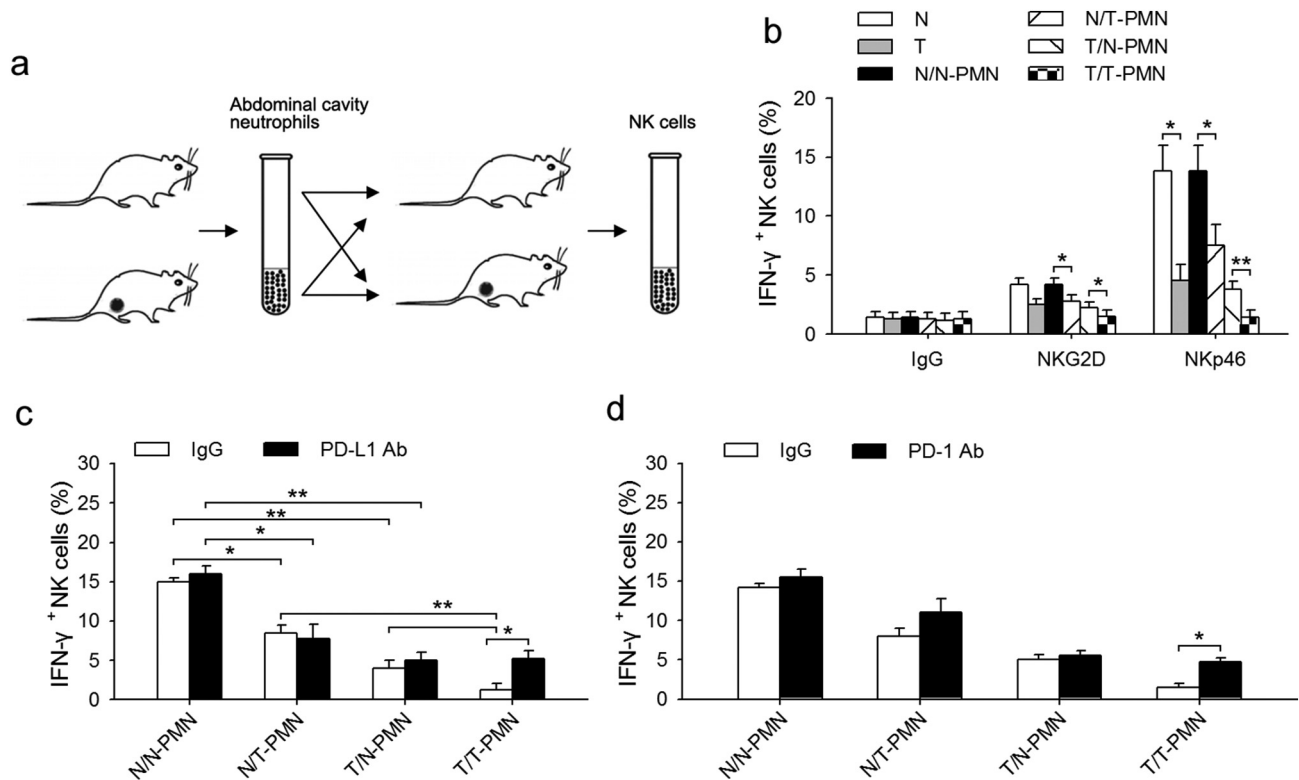 a
Abdominal cavity
neutrophils
NK cells
b
N
T
N/N-PMN
N/T-PMN
T/N-PMN
T/T-PMN
IFN-γ + NK cells (%)
20
15
10
5
0
* * * * * **
IgG NKG2D NKp46
c
IgG PD-L1 Ab
IFN-γ + NK cells (%)
30
25
20
15
10
5
0
**
**
*
*
**
*
N/N-PMN N/T-PMN T/N-PMN T/T-PMN
d
IgG PD-1 Ab
IFN-γ + NK cells (%)
30
25
20
15
10
5
0
*
N/N-PMN N/T-PMN T/N-PMN T/T-PMN